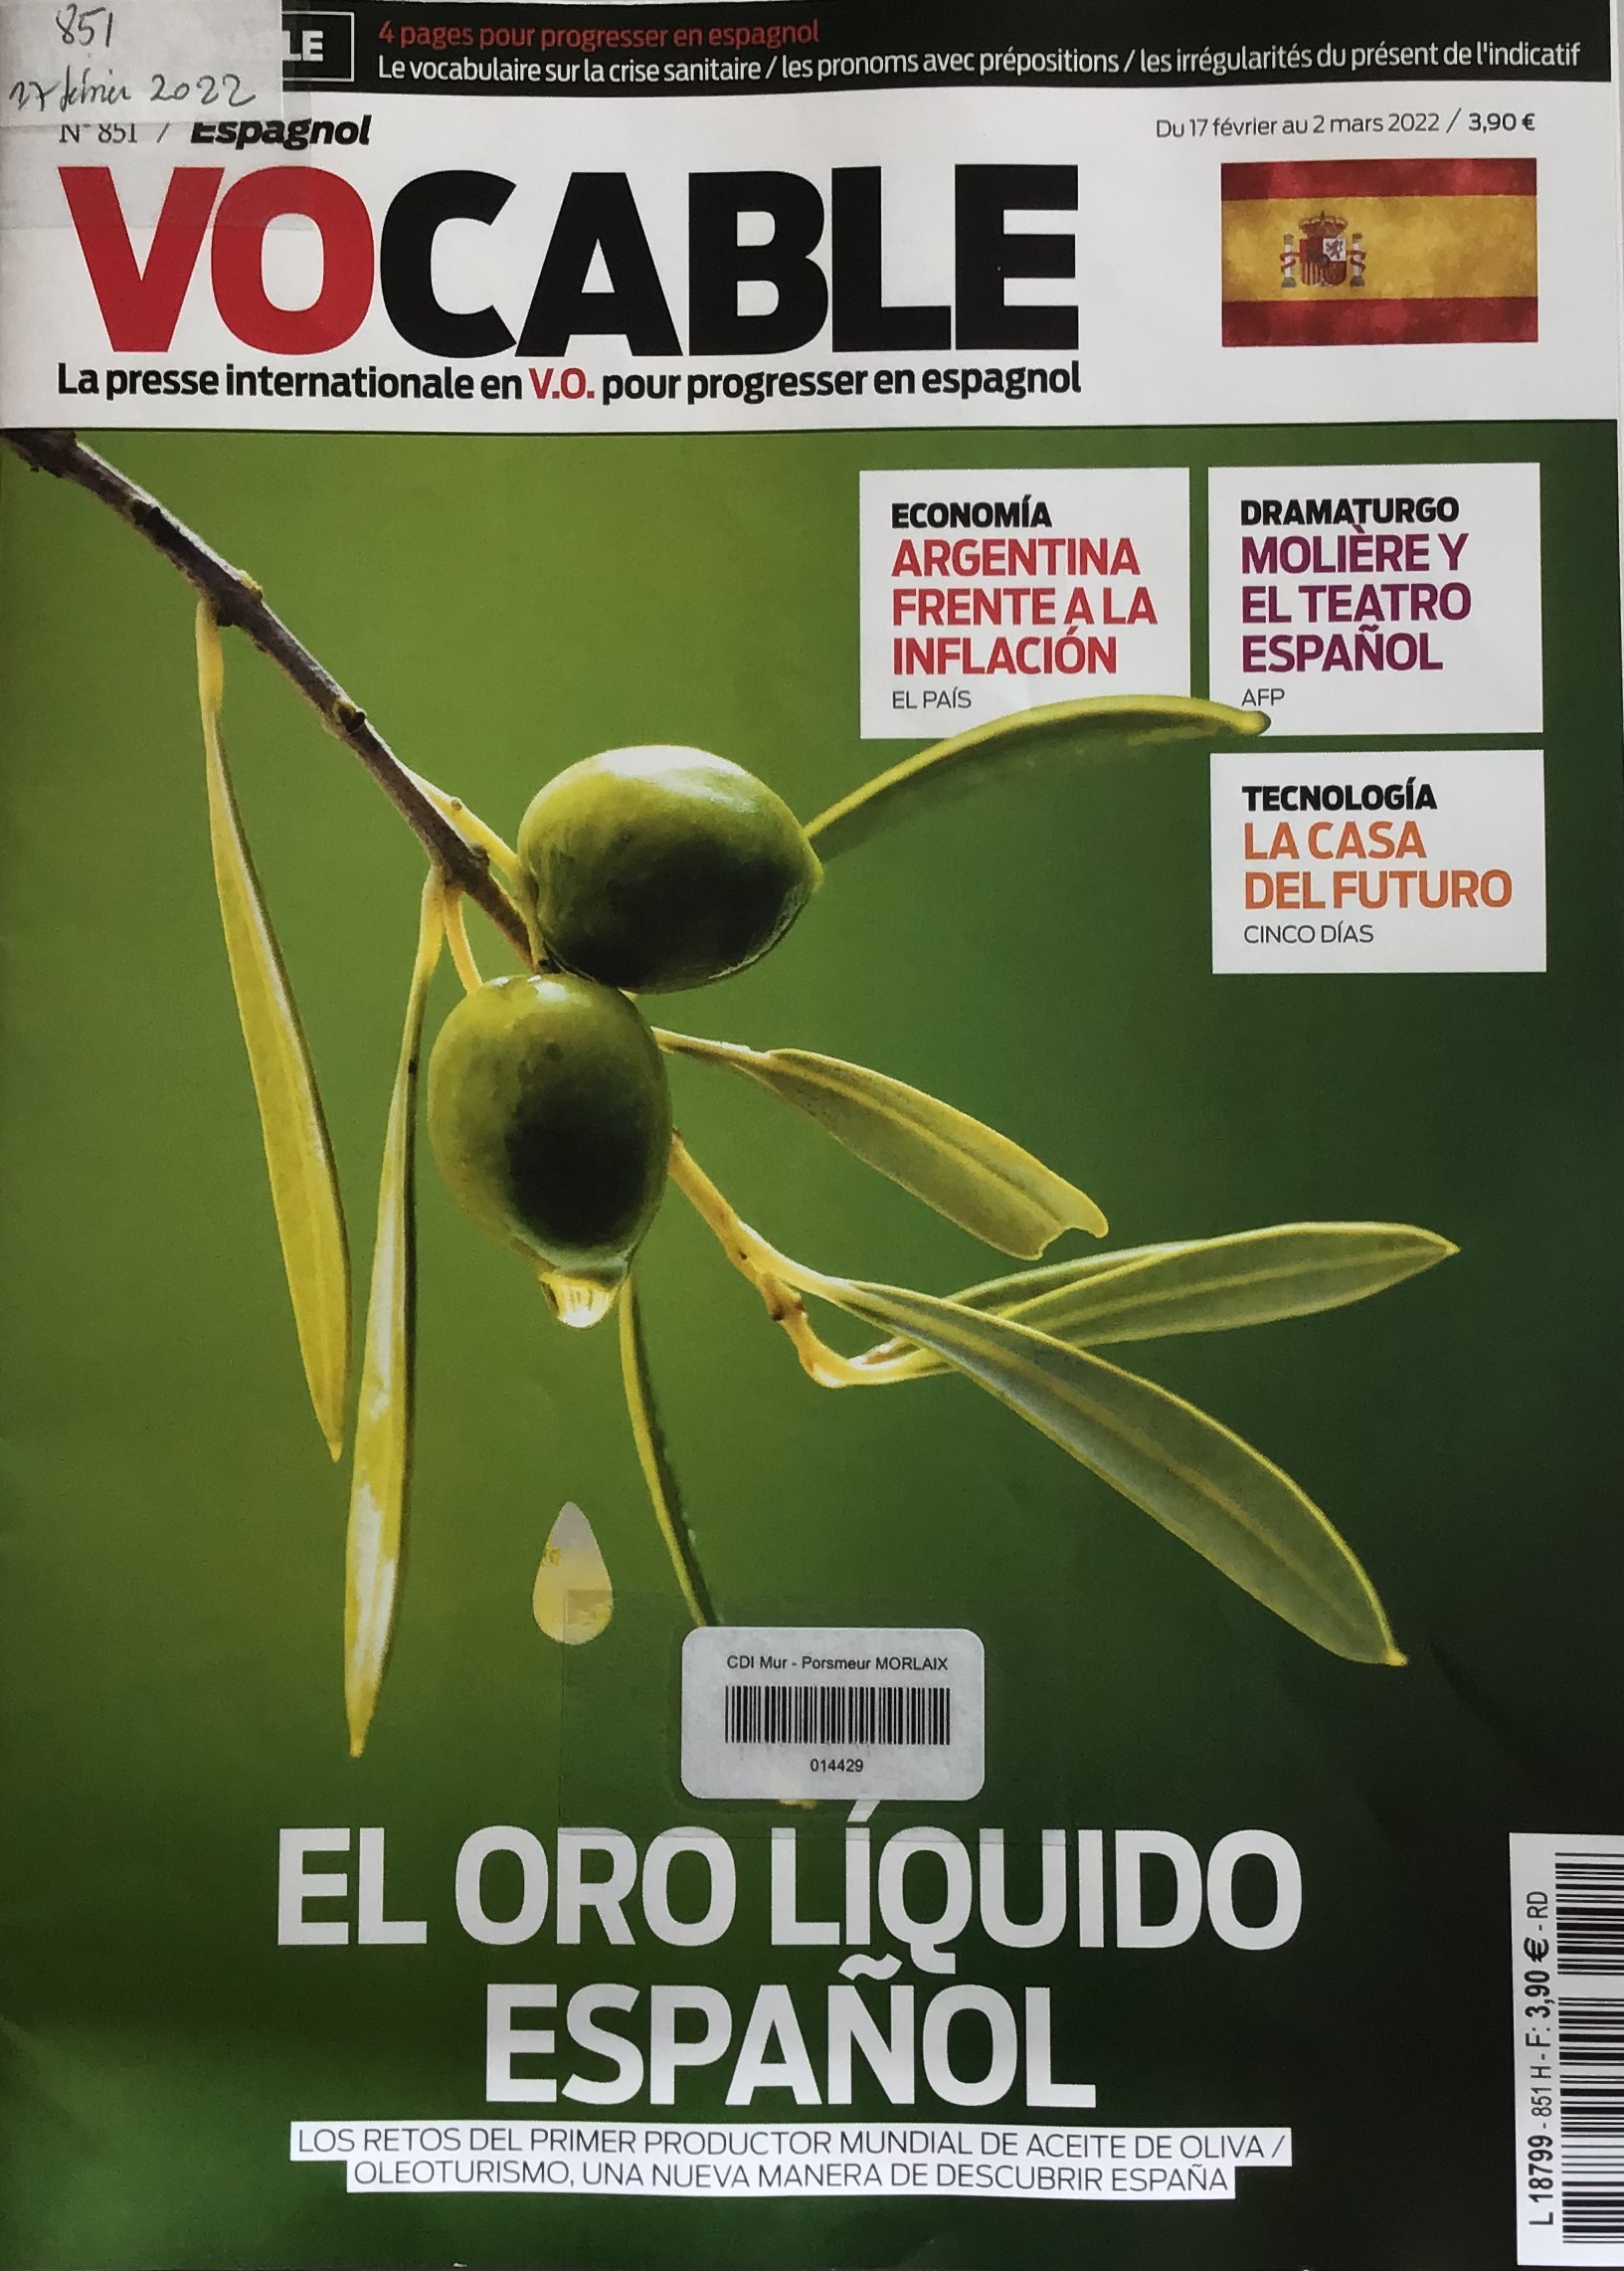 851
17 février 2022
LE
4 pages pour progresser en espagnol
Le vocabulaire sur la crise sanitaire / les pronoms avec prépositions / les irrégularités du présent de l'indicatif
N° 851 / Espagnol
Du 17 février au 2 mars 2022 / 3,90 €
VOCABLE
La presse internationale en V.O. pour progresser en espagnol
ECONOMÍA
ARGENTINA
FRENTE A LA
INFLACIÓN
EL PAÍS
DRAMATURGO
MOLIÈRE Y
EL TEATRO
ESPAÑOL
AFP
TECNOLOGÍA
LA CASA
DEL FUTURO
CINCO DÍAS
CDI Mur - Porsmeur MORLAIX
014429
EL ORO LÍQUIDO
ESPAÑOL
LOS RETOS DEL PRIMER PRODUCTOR MUNDIAL DE ACEITE DE OLIVA /
OLEOTURISMO, UNA NUEVA MANERA DE DESCUBRIR ESPAÑA
L 18799 - 851 H - F: 3,90 € - RD